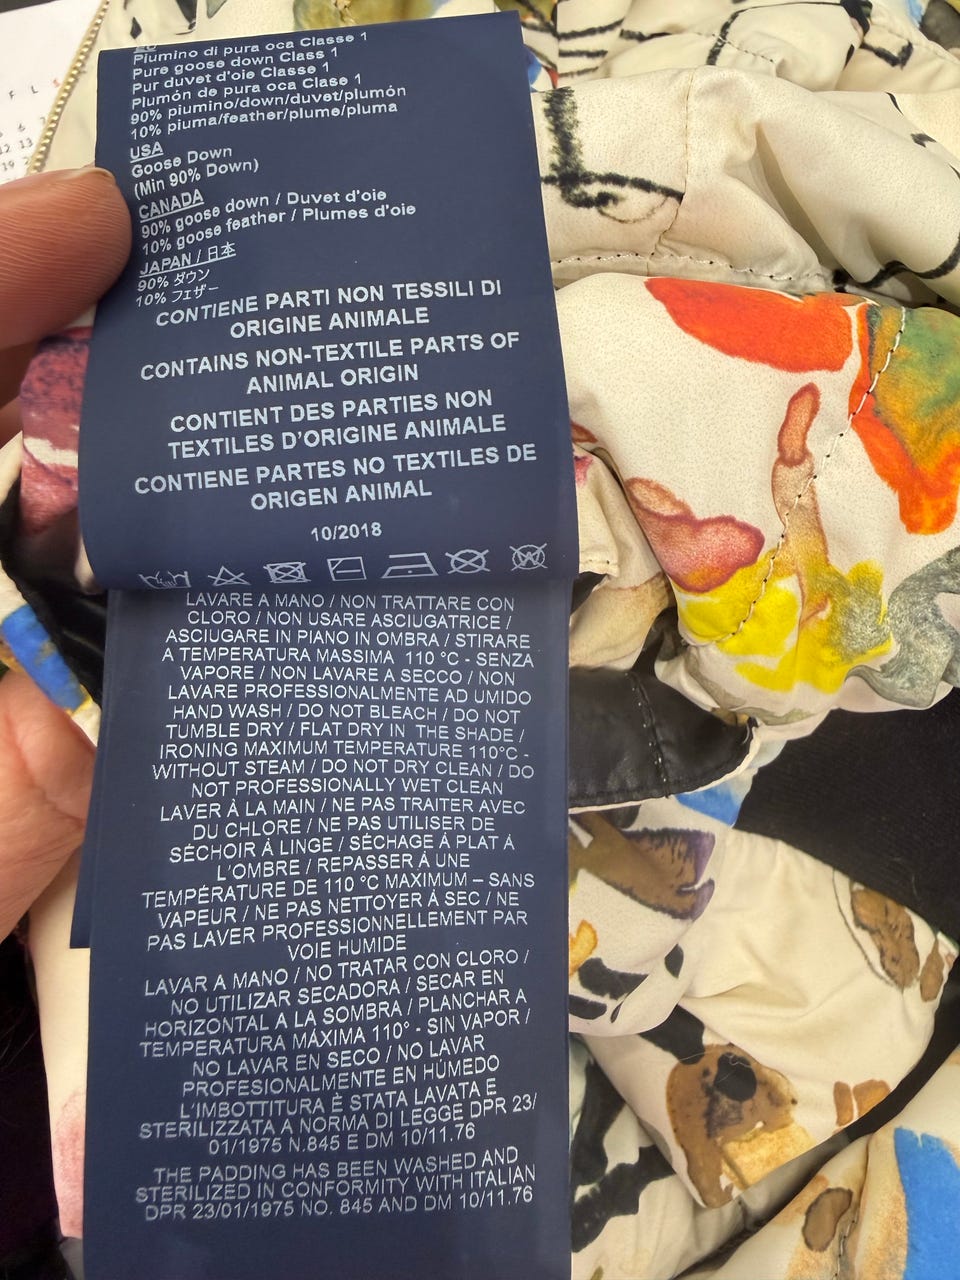 EU
Piumino di pura oca Classe 1
Pure goose down Class 1
Pur duvet d'oie Classe 1
Plumón de pura oca Classe 1
90% piumino/down/duvet/plumón
10% piuma/feather/plume/pluma
USA
Goose Down
(Min 90% Down)
CANADA
90% goose down / Duvet d'oie
10% goose feather / Plumes d'oie
JAPAN / 日本
90% ダウン
10% フェザー
CONTIENE PARTI NON TESSILI DI
ORIGINE ANIMALE
CONTAINS NON-TEXTILE PARTS OF
ANIMAL ORIGIN
CONTIENT DES PARTIES NON
TEXTILES D'ORIGINE ANIMALE
CONTIENE PARTES NO TEXTILES DE
ORIGEN ANIMAL
10/2018
LAVARE A MANO / NON TRATTARE CON
CLORO / NON USARE ASCIUGATRICE /
ASCIUGARE IN PIANO IN OMBRA / STIRARE
A TEMPERATURA MASSIMA 110 °C - SENZA
VAPORE / NON LAVARE A SECCO / NON
LAVARE PROFESSIONALMENTE AD UMIDO
HAND WASH / DO NOT BLEACH / DO NOT
TUMBLE DRY / FLAT DRY IN THE SHADE /
IRONING MAXIMUM TEMPERATURE 110°C -
WITHOUT STEAM / DO NOT DRY CLEAN / DO
NOT PROFESSIONALLY WET CLEAN
LAVER À LA MAIN / NE PAS TRAITER AVEC
DU CHLORE / NE PAS UTILISER DE
SÉCHOIR À LINGE / SÉCHAGE À PLAT À
L'OMBRE / REPASSER À UNE
TEMPÉRATURE DE 110 °C MAXIMUM – SANS
VAPEUR / NE PAS NETTOYER À SEC / NE
PAS LAVER PROFESSIONNELLEMENT PAR
VOIE HUMIDE
LAVAR A MANO / NO TRATAR CON CLORO /
NO UTILIZAR SECADORA / SECAR EN
HORIZONTAL A LA SOMBRA / PLANCHAR A
TEMPERATURA MÁXIMA 110° - SIN VAPOR /
NO LAVAR EN SECO / NO LAVAR
PROFESIONALMENTE EN HÚMEDO
L'IMBOTTITURA È STATA LAVATA E
STERILIZZATA A NORMA DI LEGGE DPR 23/
01/1975 N.845 E DM 10/11.76
THE PADDING HAS BEEN WASHED AND
STERILIZED IN CONFORMITY WITH ITALIAN
DPR 23/01/1975 NO. 845 AND DM 10/11.76